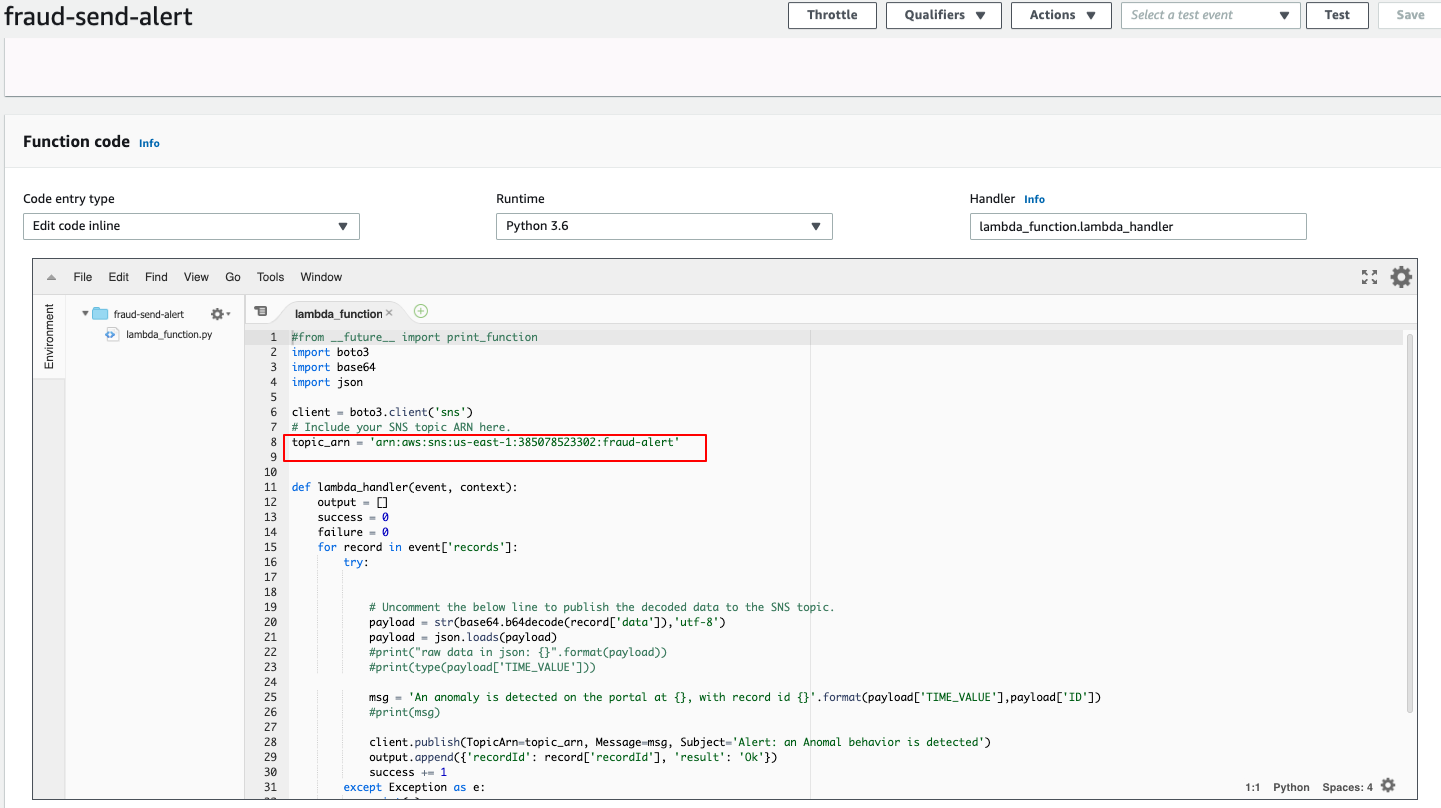 fraud-send-alert
Throttle
Qualifiers
Actions
Select a test event
Test
Save
Function code Info
Code entry type
Runtime
Handler Info
Edit code inline
Python 3.6
lambda_function.lambda_handler
File Edit Find View Go Tools Window
Environment
fraud-send-alert
lambda_function.py
lambda_function ×
1 #from __future__ import print_function
2 import boto3
3 import base64
4 import json
5
6 client = boto3.client('sns')
7 # Include your SNS topic ARN here.
8 topic_arn = 'arn:aws:sns:us-east-1:385078523302:fraud-alert'
9
10
11 def lambda_handler(event, context):
12     output = []
13     success = 0
14     failure = 0
15     for record in event['records']:
16         try:
17
18
19             # Uncomment the below line to publish the decoded data to the SNS topic.
20             payload = str(base64.b64decode(record['data']),'utf-8')
21             payload = json.loads(payload)
22             #print("raw data in json: {}".format(payload))
23             #print(type(payload['TIME_VALUE']))
24
25             msg = 'An anomaly is detected on the portal at {}, with record id {}'.format(payload['TIME_VALUE'],payload['ID'])
26             #print(msg)
27
28             client.publish(TopicArn=topic_arn, Message=msg, Subject='Alert: an Anomal behavior is detected')
29             output.append({'recordId': record['recordId'], 'result': 'Ok'})
30             success += 1
31         except Exception as e:
1:1 Python Spaces: 4